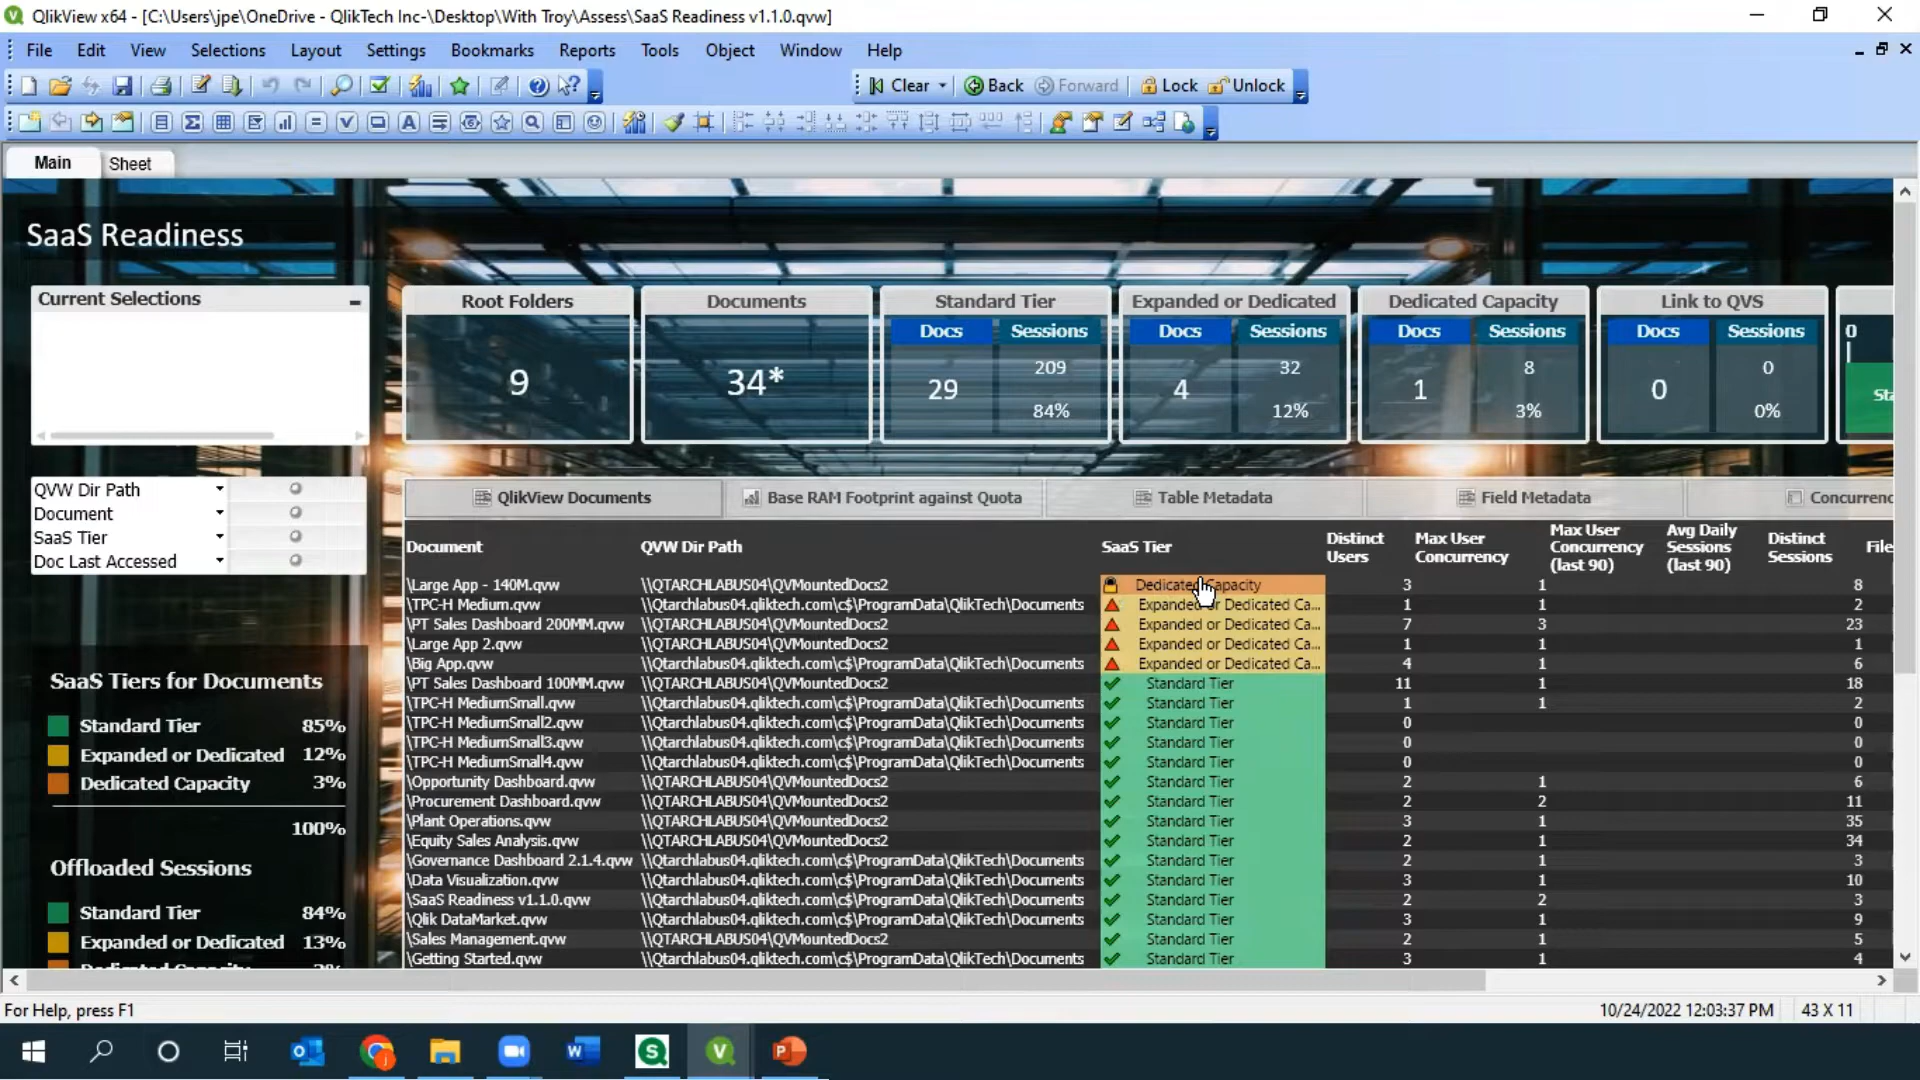 QlikView x64 - [C:\Users\jpe\OneDrive - QlikTech Inc-\Desktop\With Troy\Assess\SaaS Readiness v1.1.0.qvw]
File Edit View Selections Layout Settings Bookmarks Reports Tools Object Window Help
Clear Back Forward Lock Unlock
Main Sheet
SaaS Readiness
Current Selections
Root Folders Documents Standard Tier Expanded or Dedicated Dedicated Capacity Link to QVS
Docs Sessions Docs Sessions Docs Sessions Docs Sessions 0
209 32 8 0
9 34* 29 4 1 0
84% 12% 3% 0%
QVW Dir Path
Document
SaaS Tier
Doc Last Accessed
SaaS Tiers for Documents
Standard Tier 85%
Expanded or Dedicated 12%
Dedicated Capacity 3%
100%
Offloaded Sessions
Standard Tier 84%
Expanded or Dedicated 13%
QlikView Documents Base RAM Footprint against Quota Table Metadata Field Metadata Concurrenc
Document QVW Dir Path SaaS Tier Distinct Users Max User Concurrency Max User Concurrency (last 90) Avg Daily Sessions (last 90) Distinct Sessions File
\Large App - 140M.qvw \\QTARCHLABUS04\QVMountedDocs2 Dedicated Capacity 3 1 8
\TPC-H Medium.qvw \\Qtarchlabus04.qliktech.com\c$\ProgramData\QlikTech\Documents Expanded or Dedicated Ca... 1 1 2
\PT Sales Dashboard 200MM.qvw \\QTARCHLABUS04\QVMountedDocs2 Expanded or Dedicated Ca... 7 3 23
\Large App 2.qvw \\QTARCHLABUS04\QVMountedDocs2 Expanded or Dedicated Ca... 1 1 1
\Big App.qvw \\Qtarchlabus04.qliktech.com\c$\ProgramData\QlikTech\Documents Expanded or Dedicated Ca... 4 1 6
\PT Sales Dashboard 100MM.qvw \\QTARCHLABUS04\QVMountedDocs2 Standard Tier 11 1 18
\TPC-H MediumSmall.qvw \\Qtarchlabus04.qliktech.com\c$\ProgramData\QlikTech\Documents Standard Tier 1 1 2
\TPC-H MediumSmall2.qvw \\Qtarchlabus04.qliktech.com\c$\ProgramData\QlikTech\Documents Standard Tier 0 0
\TPC-H MediumSmall3.qvw \\Qtarchlabus04.qliktech.com\c$\ProgramData\QlikTech\Documents Standard Tier 0 0
\TPC-H MediumSmall4.qvw \\Qtarchlabus04.qliktech.com\c$\ProgramData\QlikTech\Documents Standard Tier 0 0
\Opportunity Dashboard.qvw \\QTARCHLABUS04\QVMountedDocs2 Standard Tier 2 1 6
\Procurement Dashboard.qvw \\QTARCHLABUS04\QVMountedDocs2 Standard Tier 2 2 11
\Plant Operations.qvw \\QTARCHLABUS04\QVMountedDocs2 Standard Tier 3 1 35
\Equity Sales Analysis.qvw \\QTARCHLABUS04\QVMountedDocs2 Standard Tier 2 1 34
\Governance Dashboard 2.1.4.qvw \\Qtarchlabus04.qliktech.com\c$\ProgramData\QlikTech\Documents Standard Tier 2 1 3
\Data Visualization.qvw \\Qtarchlabus04.qliktech.com\c$\ProgramData\QlikTech\Documents Standard Tier 3 1 10
\SaaS Readiness v1.1.0.qvw \\Qtarchlabus04.qliktech.com\c$\ProgramData\QlikTech\Documents Standard Tier 2 2 3
\Qlik DataMarket.qvw \\Qtarchlabus04.qliktech.com\c$\ProgramData\QlikTech\Documents Standard Tier 3 1 9
\Sales Management.qvw \\QTARCHLABUS04\QVMountedDocs2 Standard Tier 2 1 5
\Getting Started.qvw \\Qtarchlabus04.qliktech.com\c$\ProgramData\QlikTech\Documents Standard Tier 3 1 4
For Help, press F1 10/24/2022 12:03:37 PM 43 X 11